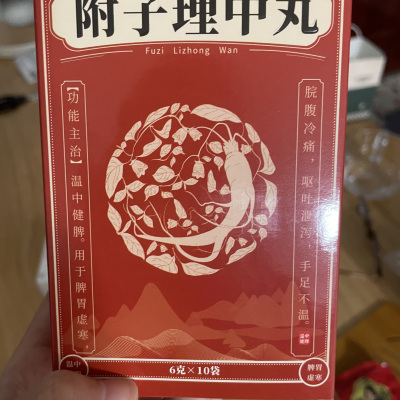 附子理中丸
Fuzi Lizhong Wan
【功能主治】温中健脾。用于脾胃虚寒，
脘腹冷痛，呕吐泄泻，手足不温。
温中
6克×10袋
脾胃
虚寒